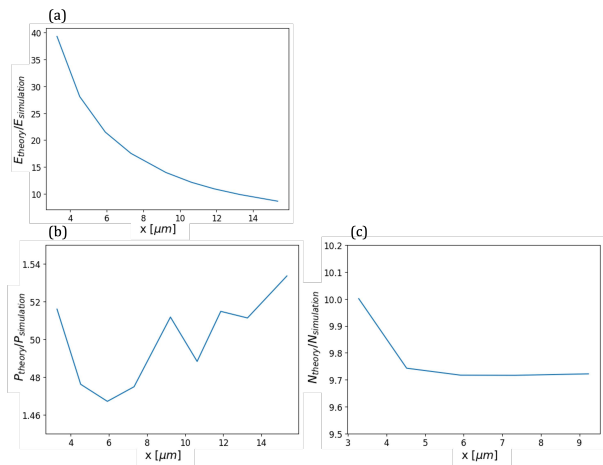 (a)
E_theory/E_simulation
40
35
30
25
20
15
10
4 6 8 10 12 14
x [μm]
(b)
P_theory/P_simulation
1.54
52
50
48
1.46
4 6 8 10 12 14
x [μm]
(c)
N_theory/N_simulation
10.2
10.1
10.0
9.9
9.8
9.7
9.6
9.5
3 4 5 6 7 8 9
x [μm]